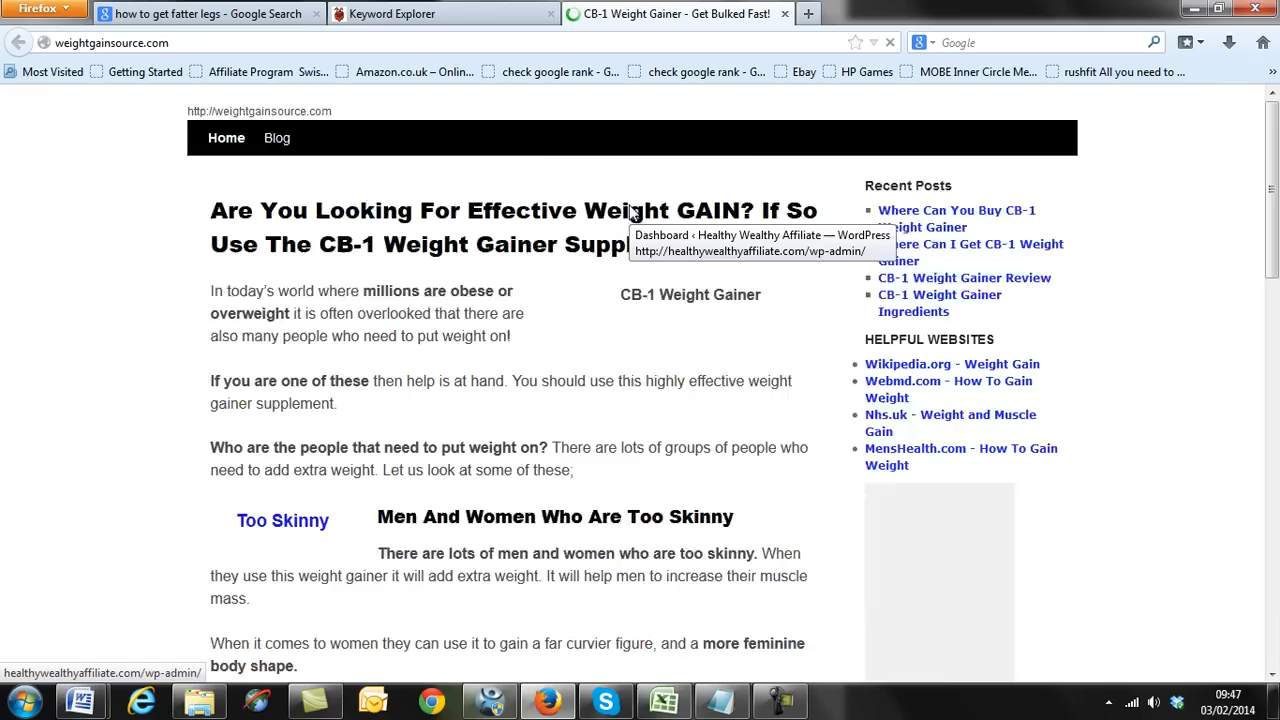 Firefox
how to get fatter legs - Google Search
Keyword Explorer
CB-1 Weight Gainer - Get Bulked Fast!
weightgainsource.com
Google
Most Visited
Getting Started
Affiliate Program Swis...
Amazon.co.uk – Onlin...
check google rank - G...
check google rank - G...
Ebay
HP Games
MOBE Inner Circle Me...
rushfit All you need to ...
http://weightgainsource.com
Home
Blog
Are You Looking For Effective Weight GAIN? If So
Use The CB-1 Weight Gainer Suppl
Dashboard ‹ Healthy Wealthy Affiliate — WordPress
http://healthywealthyaffiliate.com/wp-admin/
In today's world where millions are obese or
overweight it is often overlooked that there are
also many people who need to put weight on!
CB-1 Weight Gainer
If you are one of these then help is at hand. You should use this highly effective weight
gainer supplement.
Who are the people that need to put weight on? There are lots of groups of people who
need to add extra weight. Let us look at some of these;
Too Skinny
Men And Women Who Are Too Skinny
There are lots of men and women who are too skinny. When
they use this weight gainer it will add extra weight. It will help men to increase their muscle
mass.
When it comes to women they can use it to gain a far curvier figure, and a more feminine
body shape.
Recent Posts
Where Can You Buy CB-1
Weight Gainer
here Can I Get CB-1 Weight
Gainer
CB-1 Weight Gainer Review
CB-1 Weight Gainer
Ingredients
HELPFUL WEBSITES
Wikipedia.org - Weight Gain
Webmd.com - How To Gain
Weight
Nhs.uk - Weight and Muscle
Gain
MensHealth.com - How To Gain
Weight
healthywealthyaffiliate.com/wp-admin/
09:47
03/02/2014